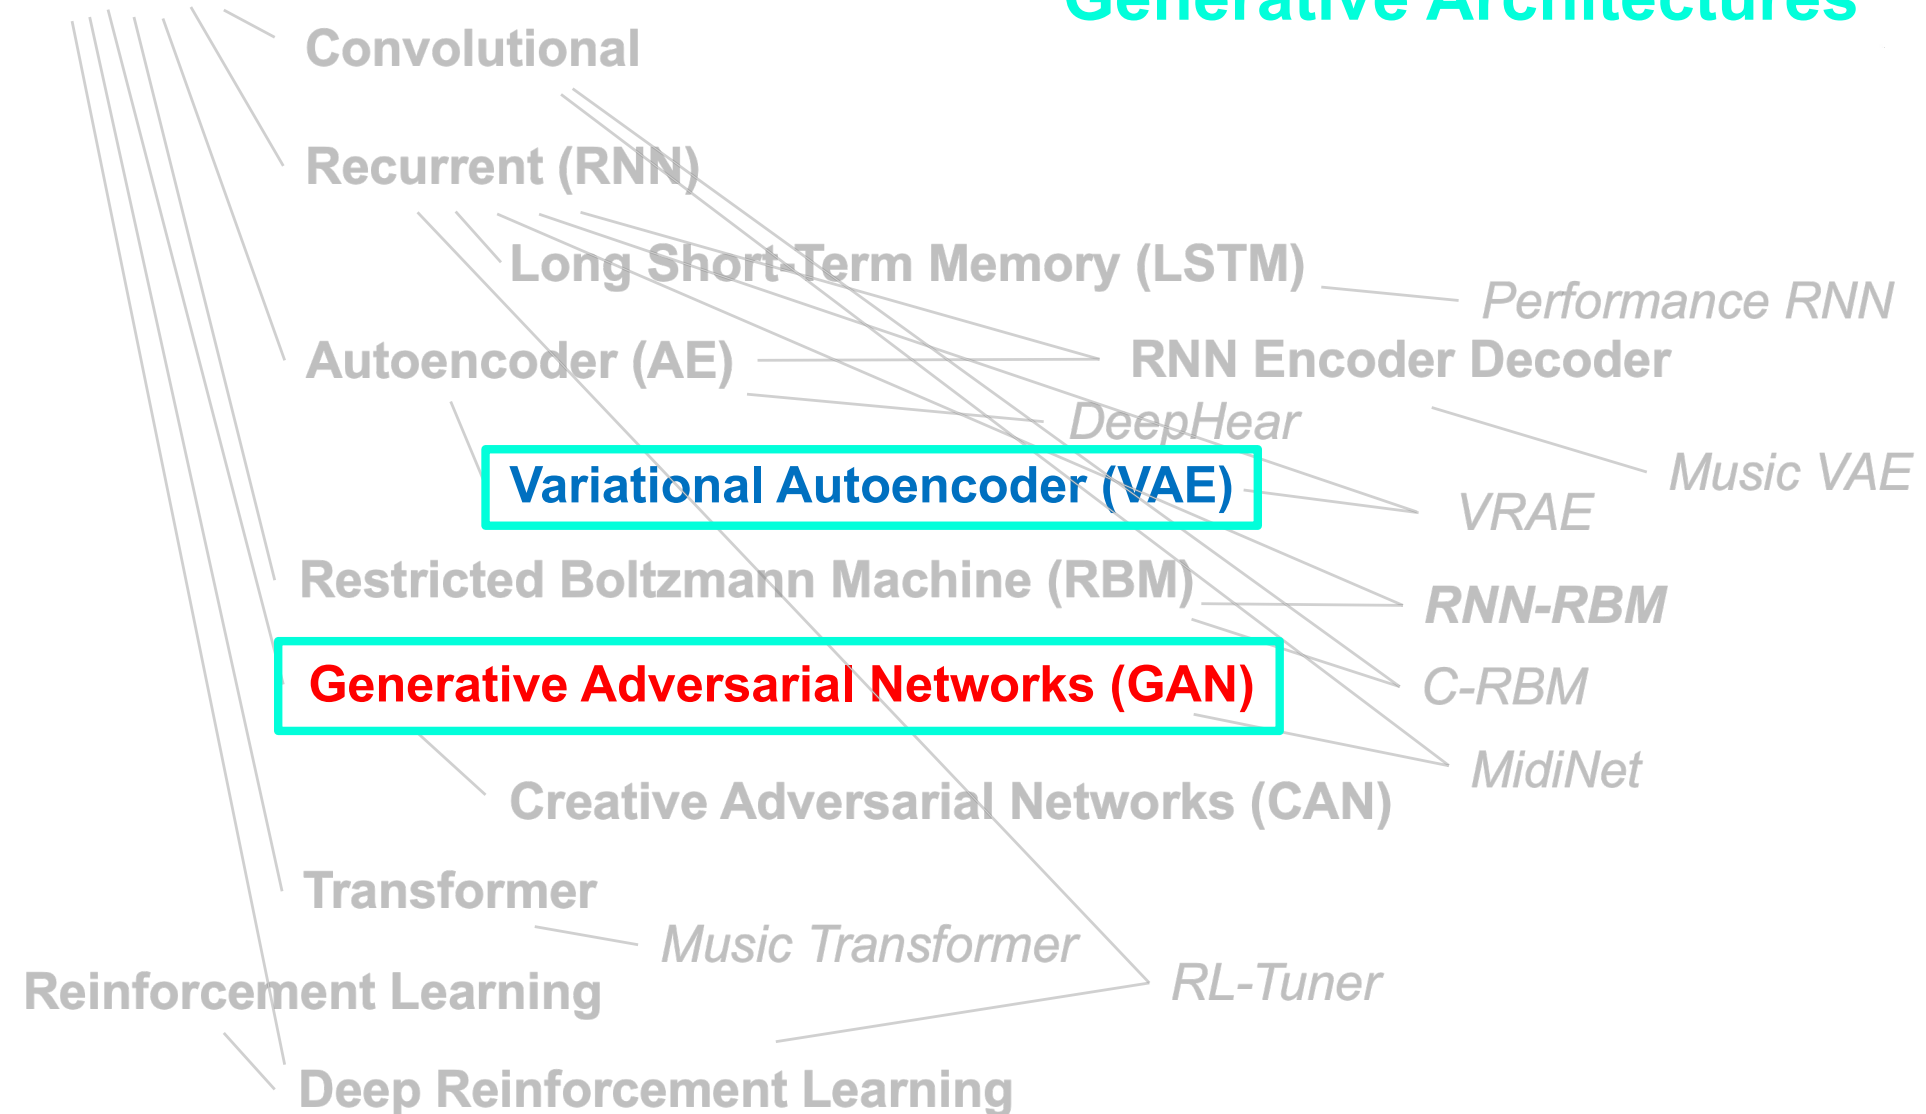 Generative Architectures
Convolutional
Recurrent (RNN)
Long Short-Term Memory (LSTM)
Performance RNN
Autoencoder (AE)
RNN Encoder Decoder
DeepHear
Music VAE
Variational Autoencoder (VAE)
VRAE
Restricted Boltzmann Machine (RBM)
RNN-RBM
Generative Adversarial Networks (GAN)
C-RBM
MidiNet
Creative Adversarial Networks (CAN)
Transformer
Music Transformer
Reinforcement Learning
RL-Tuner
Deep Reinforcement Learning